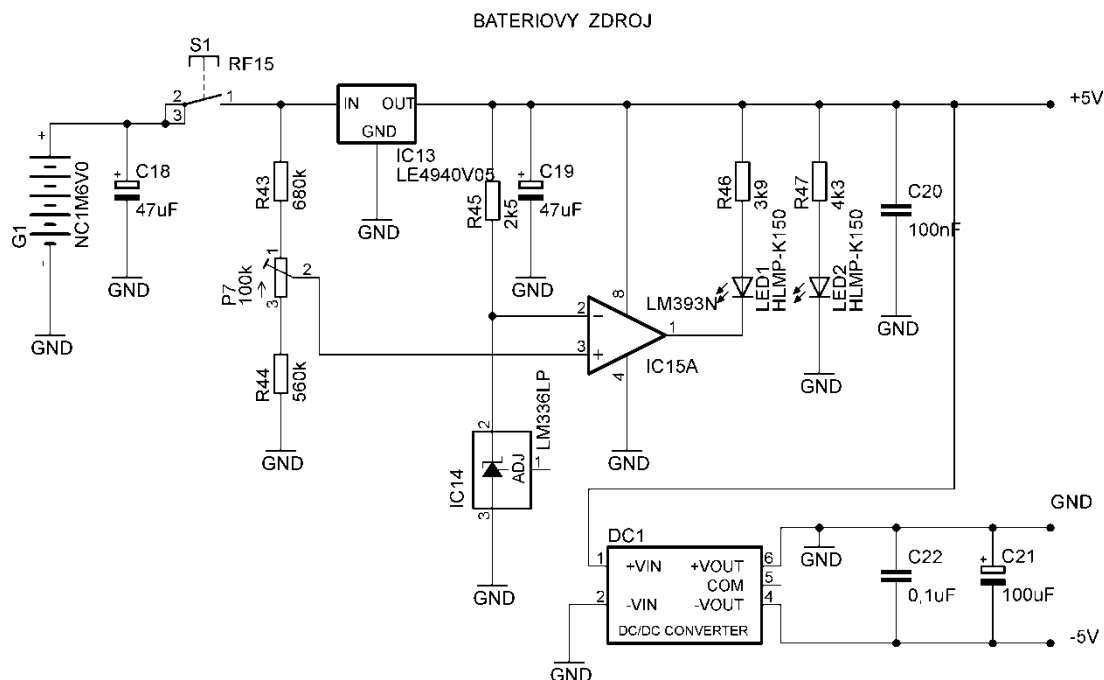 BATERIOVY ZDROJ
S1
RF15
2
3
1
IN
OUT
GND
IC13
LE4940V05
+5V
+
-
G1
NC1M6V0
C18
+
47uF
GND
GND
R43
680k
GND
R45
2k5
C19
+
47uF
GND
R46
3k9
R47
4k3
C20
100nF
LED1
HLMP-K150
LED2
HLMP-K150
P7
100k
1
2
3
R44
560k
GND
2
3
8
4
1
LM393N
IC15A
GND
GND
GND
IC14
LM336LP
2
ADJ
1
3
GND
DC1
1
+VIN
+VOUT
6
COM
5
2
-VIN
-VOUT
4
DC/DC CONVERTER
GND
GND
GND
C22
0,1uF
C21
+
100uF
-5V